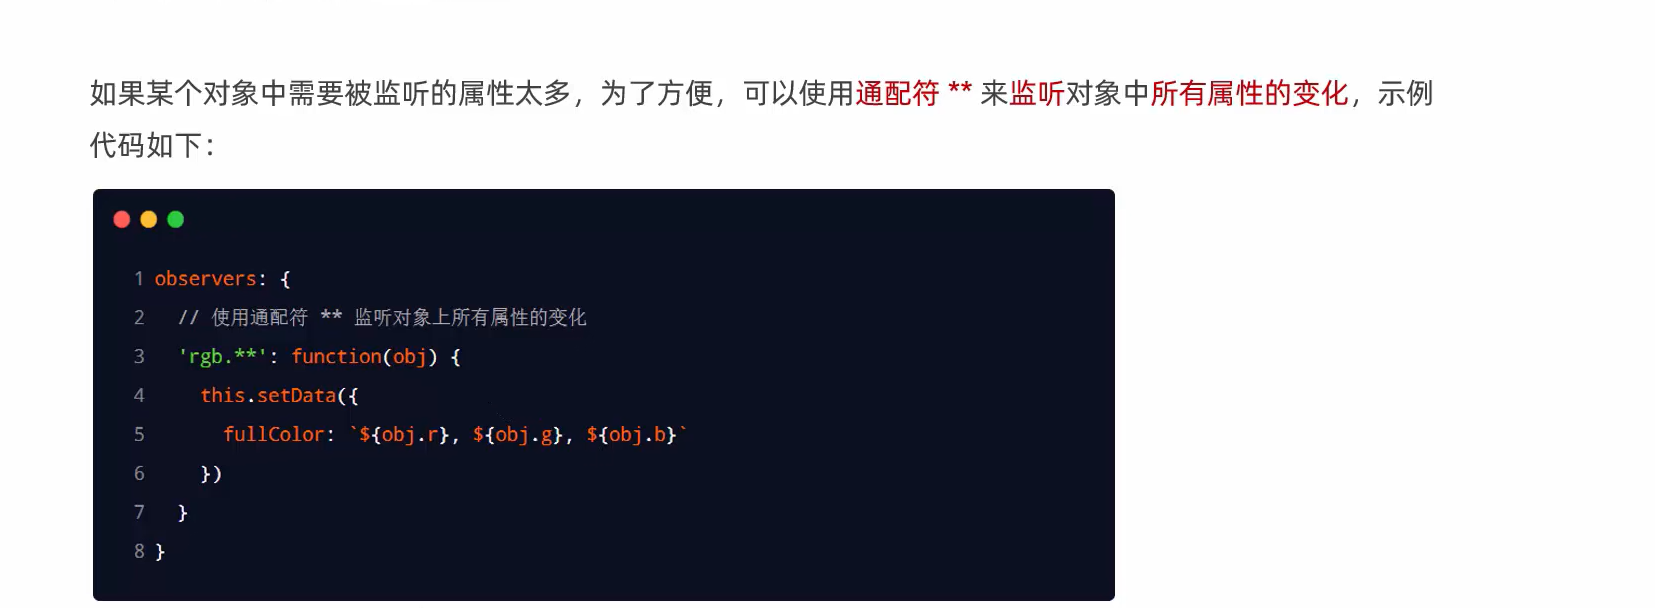 如果某个对象中需要被监听的属性太多，为了方便，可以使用通配符 ** 来监听对象中所有属性的变化，示例
代码如下：
1 observers: {
2   // 使用通配符 ** 监听对象上所有属性的变化
3   'rgb.**': function(obj) {
4     this.setData({
5       fullColor: `${obj.r}, ${obj.g}, ${obj.b}`
6     })
7   }
8 }